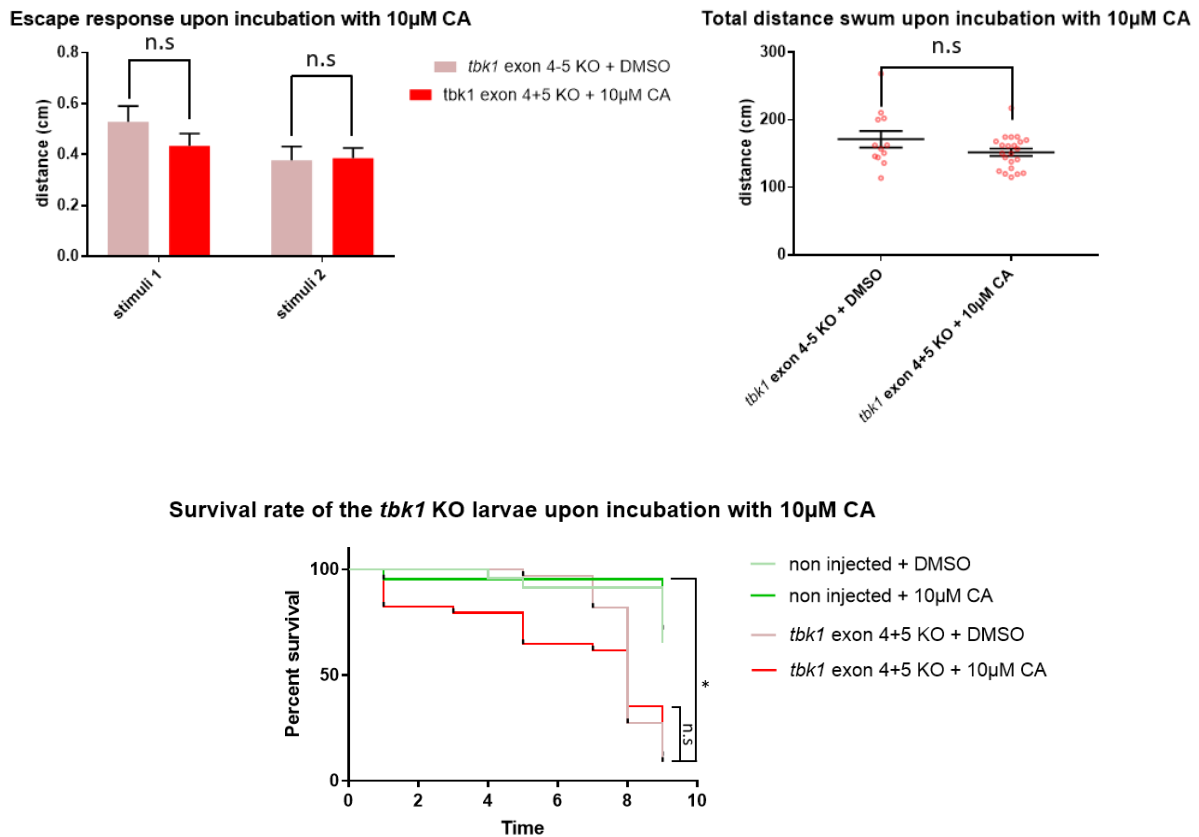 Escape response upon incubation with 10µM CA
0.8
0.6
0.4
0.2
0.0
distance (cm)
n.s
n.s
stimuli 1
stimuli 2
tbk1 exon 4-5 KO + DMSO
tbk1 exon 4+5 KO + 10µM CA
Total distance swum upon incubation with 10µM CA
300
200
100
0
distance (cm)
n.s
tbk1 exon 4-5 KO + DMSO
tbk1 exon 4+5 KO + 10µM CA
Survival rate of the tbk1 KO larvae upon incubation with 10µM CA
100
50
0
Percent survival
0 2 4 6 8 10
Time
n.s
*
non injected + DMSO
non injected + 10µM CA
tbk1 exon 4+5 KO + DMSO
tbk1 exon 4+5 KO + 10µM CA